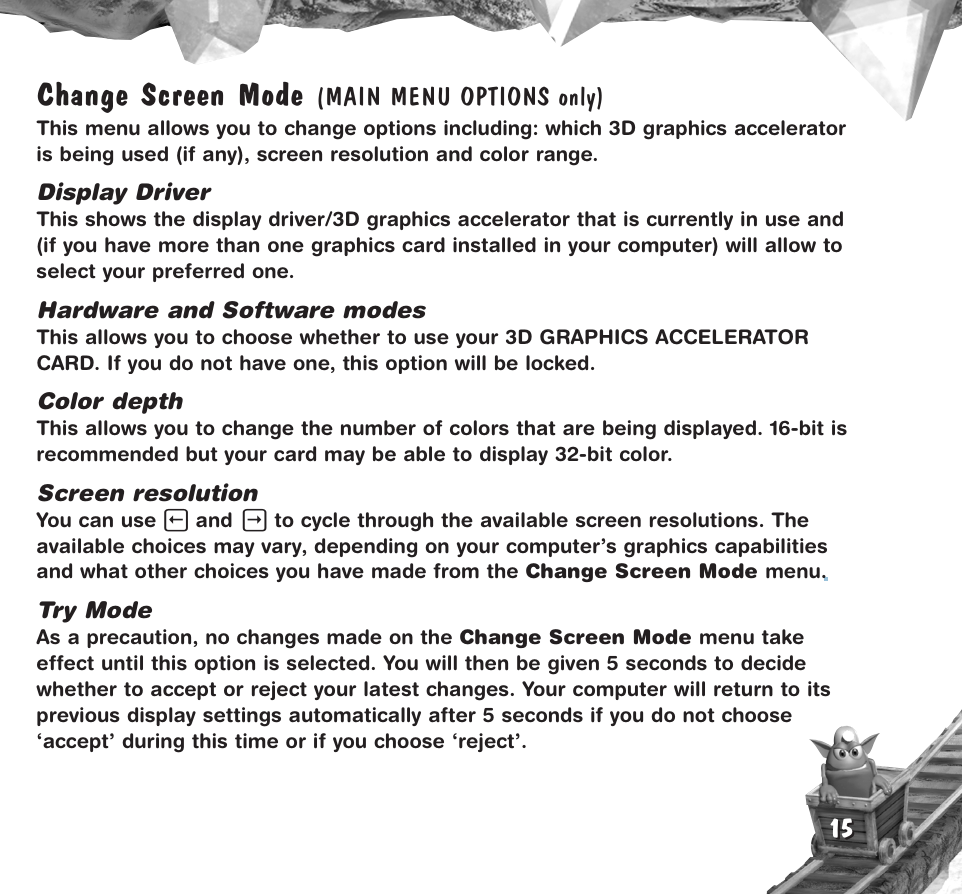 Change Screen Mode (MAIN MENU OPTIONS only)
This menu allows you to change options including: which 3D graphics accelerator
is being used (if any), screen resolution and color range.
Display Driver
This shows the display driver/3D graphics accelerator that is currently in use and
(if you have more than one graphics card installed in your computer) will allow to
select your preferred one.
Hardware and Software modes
This allows you to choose whether to use your 3D GRAPHICS ACCELERATOR
CARD. If you do not have one, this option will be locked.
Color depth
This allows you to change the number of colors that are being displayed. 16-bit is
recommended but your card may be able to display 32-bit color.
Screen resolution
You can use ← and → to cycle through the available screen resolutions. The
available choices may vary, depending on your computer’s graphics capabilities
and what other choices you have made from the Change Screen Mode menu.
Try Mode
As a precaution, no changes made on the Change Screen Mode menu take
effect until this option is selected. You will then be given 5 seconds to decide
whether to accept or reject your latest changes. Your computer will return to its
previous display settings automatically after 5 seconds if you do not choose
‘accept’ during this time or if you choose ‘reject’.
15